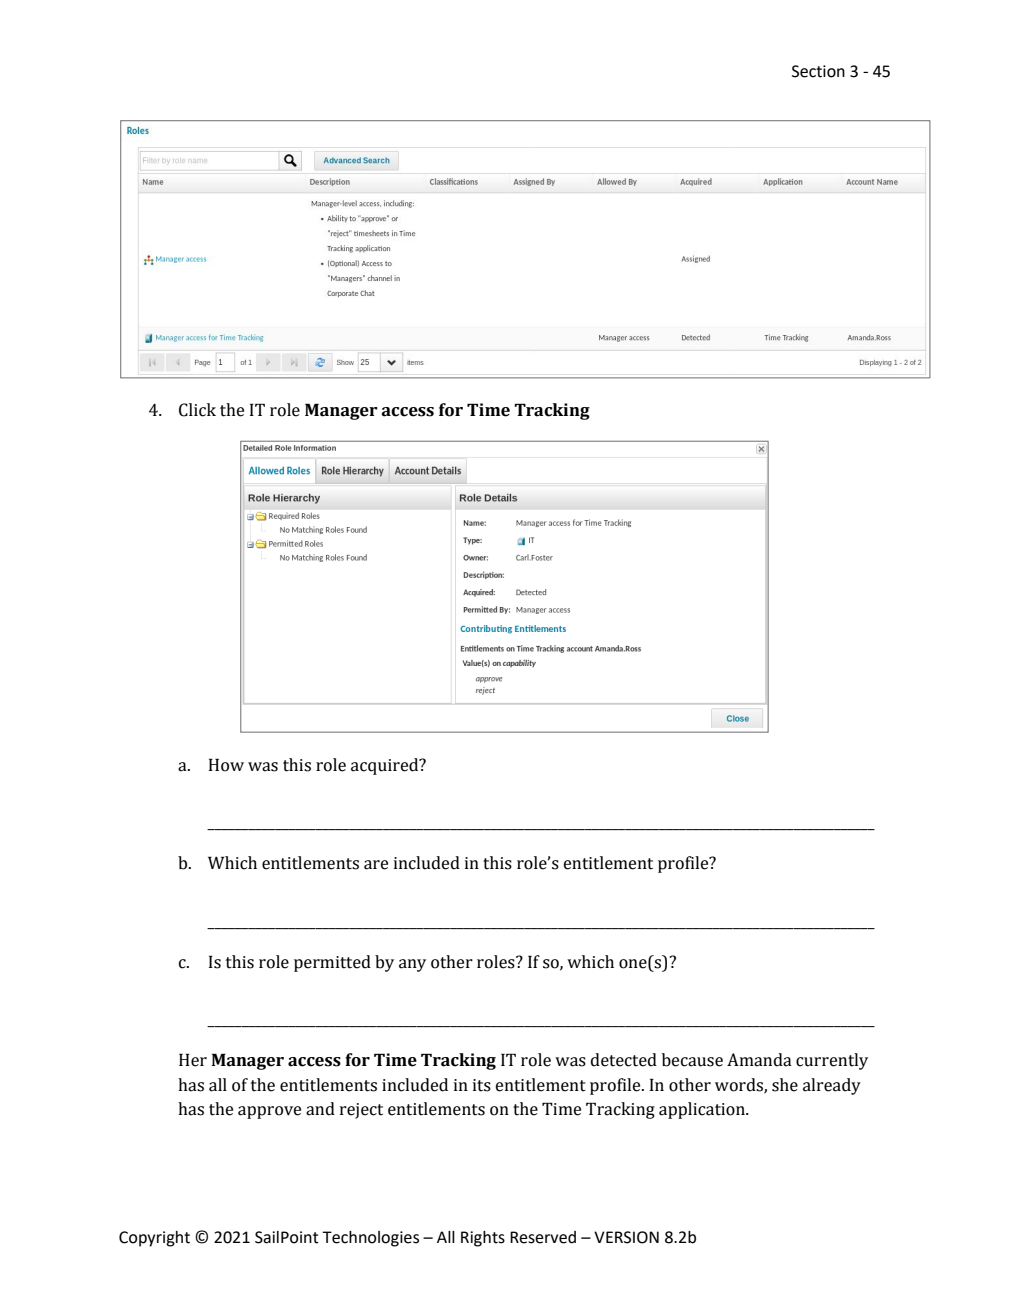 Section 3 - 45
Roles
Filter by role name
Advanced Search
Name Description Classifications Assigned By Allowed By Acquired Application Account Name
Manager-level access, including:
• Ability to "approve" or
"reject" timesheets in Time
Tracking application
Manager access Assigned
• (Optional) Access to
"Managers" channel in
Corporate Chat
Manager access for Time Tracking Manager access Detected Time Tracking Amanda.Ross
Page 1 of 1 Show 25 items Displaying 1 - 2 of 2
4. Click the IT role Manager access for Time Tracking
Detailed Role Information
Allowed Roles Role Hierarchy Account Details
Role Hierarchy
Required Roles
No Matching Roles Found
Permitted Roles
No Matching Roles Found
Role Details
Name: Manager access for Time Tracking
Type: IT
Owner: Carl.Foster
Description:
Acquired: Detected
Permitted By: Manager access
Contributing Entitlements
Entitlements on Time Tracking account Amanda.Ross
Value(s) on capability
approve
reject
Close
a. How was this role acquired?
b. Which entitlements are included in this role’s entitlement profile?
c. Is this role permitted by any other roles? If so, which one(s)?
Her Manager access for Time Tracking IT role was detected because Amanda currently
has all of the entitlements included in its entitlement profile. In other words, she already
has the approve and reject entitlements on the Time Tracking application.
Copyright © 2021 SailPoint Technologies – All Rights Reserved – VERSION 8.2b